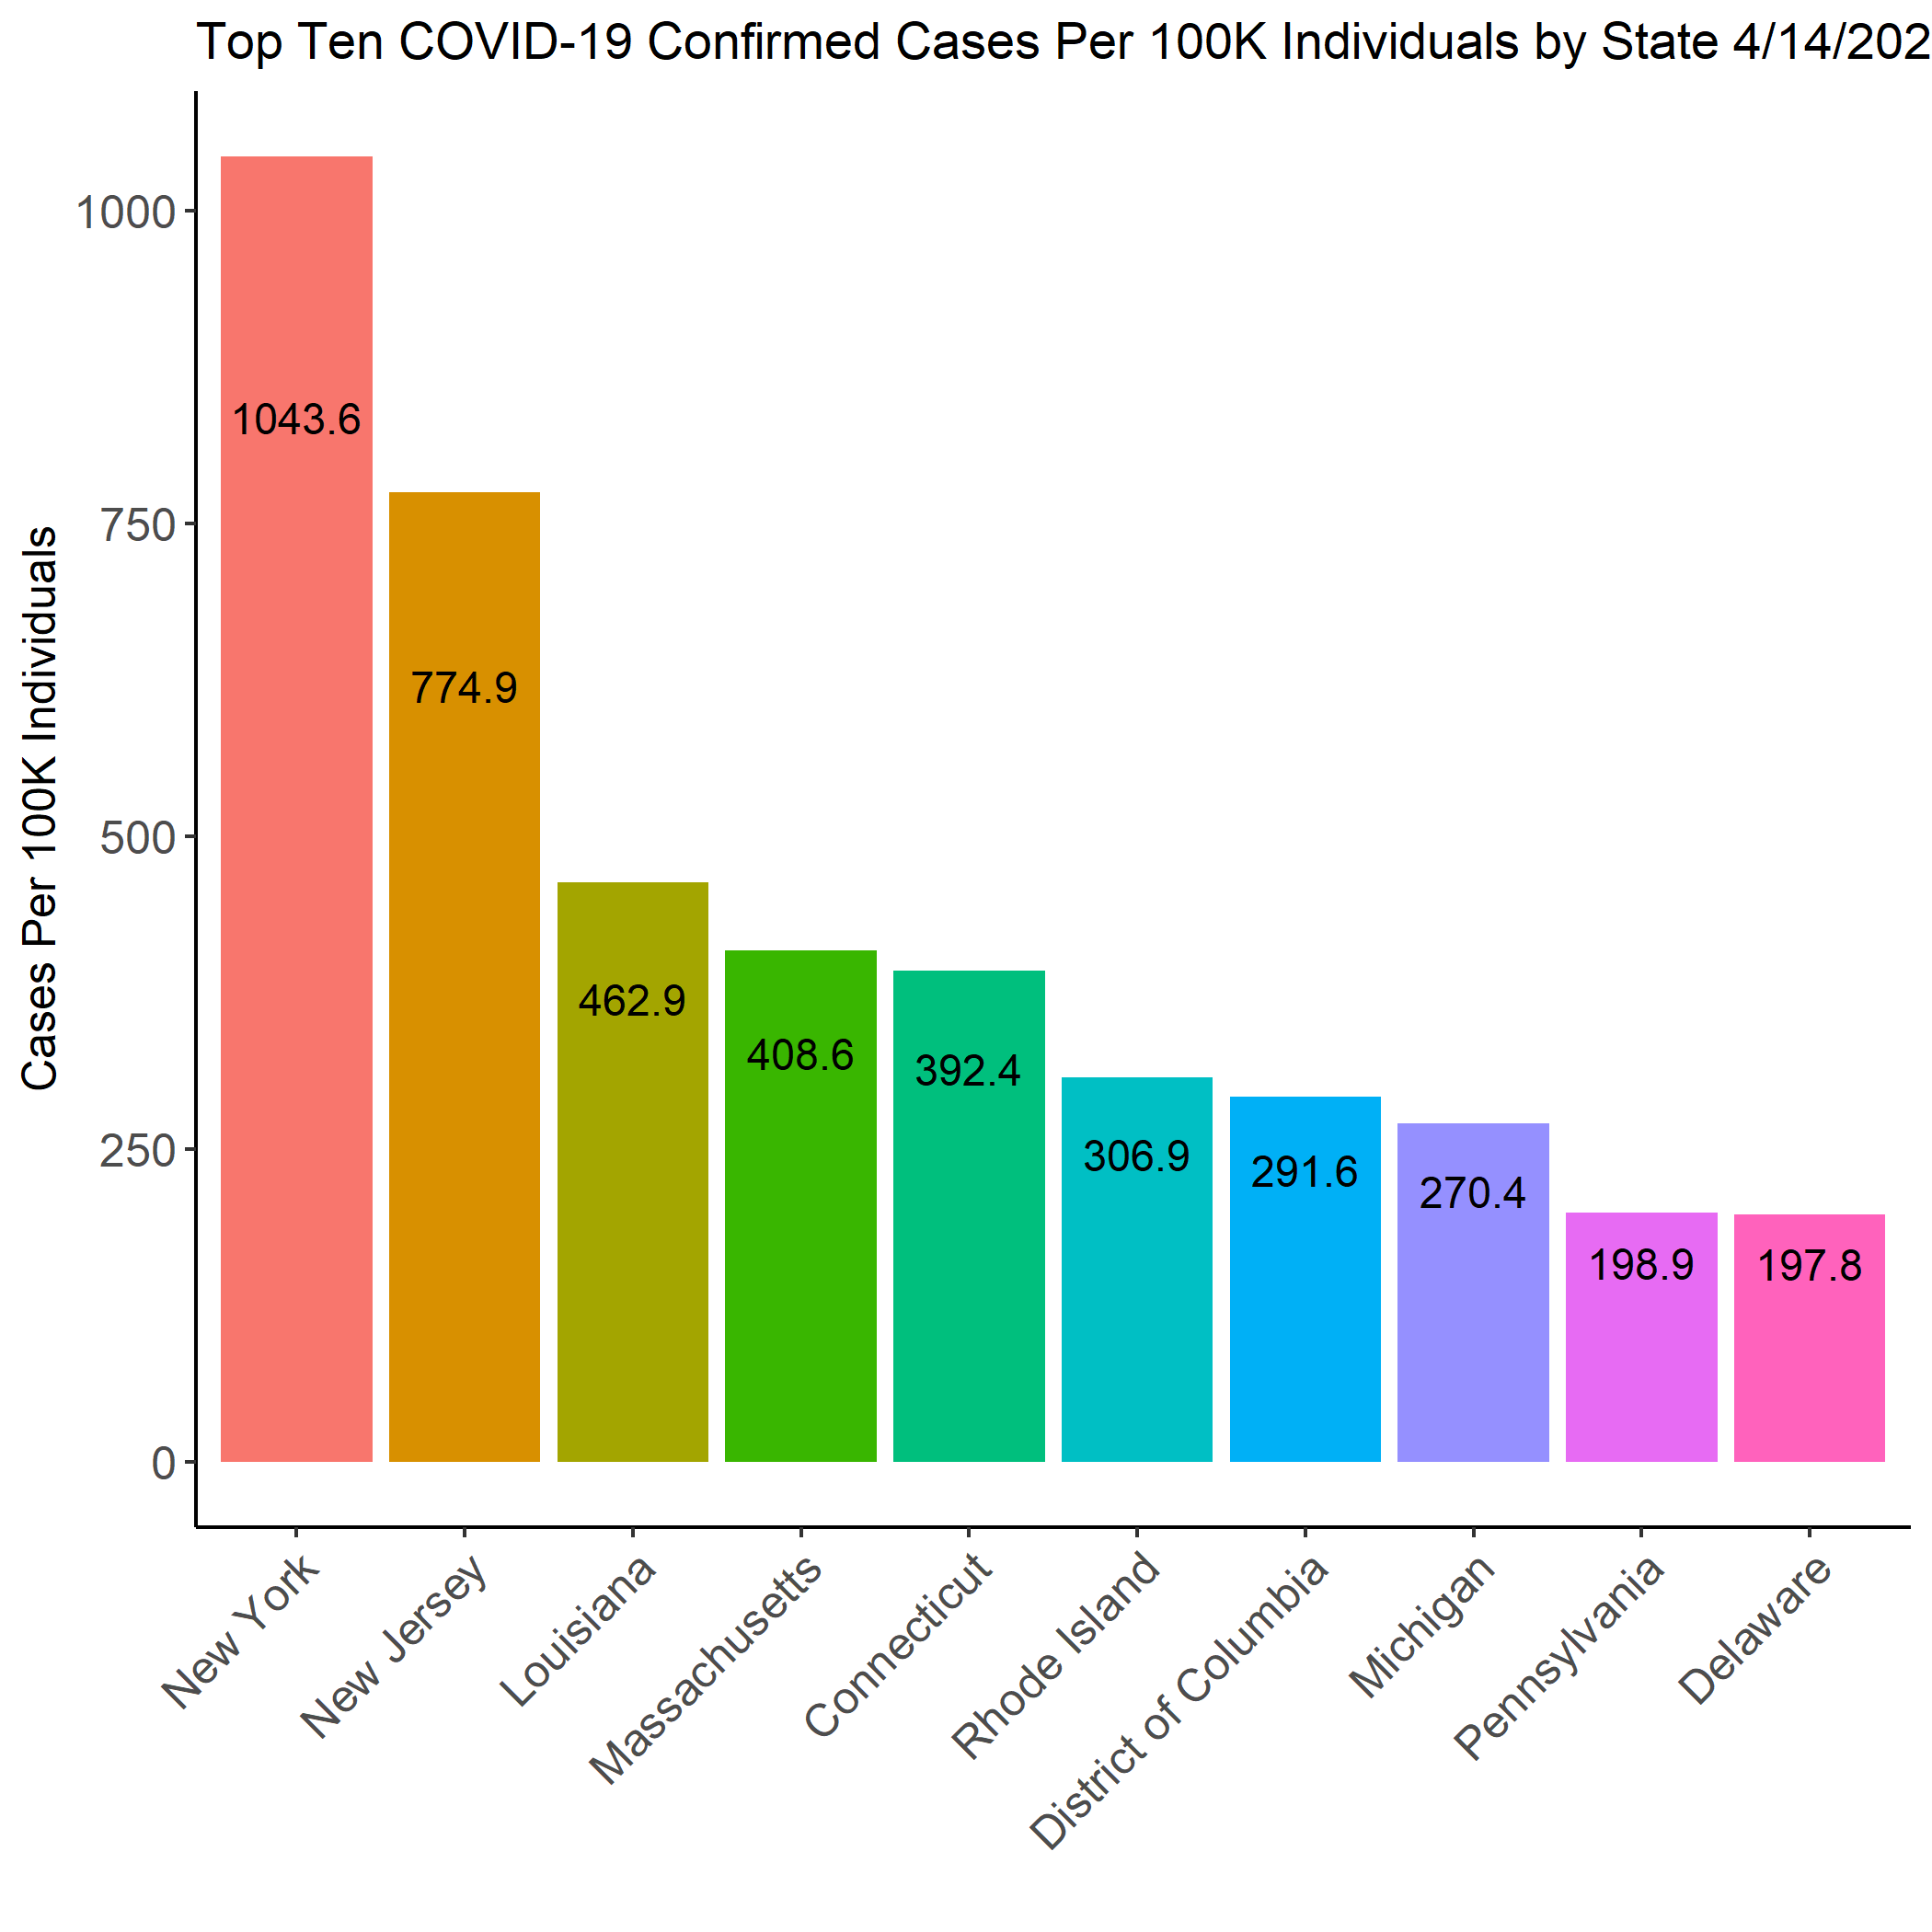 Top Ten COVID-19 Confirmed Cases Per 100K Individuals by State 4/14/202
Cases Per 100K Individuals
1000
750
500
250
0
1043.6
774.9
462.9
408.6
392.4
306.9
291.6
270.4
198.9
197.8
New York
New Jersey
Louisiana
Massachusetts
Connecticut
Rhode Island
District of Columbia
Michigan
Pennsylvania
Delaware